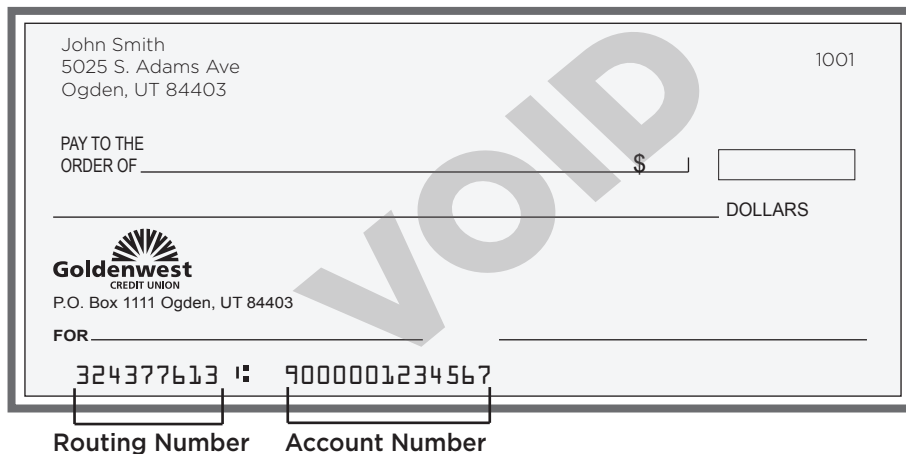 John Smith
5025 S. Adams Ave
Ogden, UT 84403
1001
PAY TO THE
ORDER OF
$
DOLLARS
VOID
Goldenwest
CREDIT UNION
P.O. Box 1111 Ogden, UT 84403
FOR
324377613 ⑆ 9000001234567
Routing Number Account Number